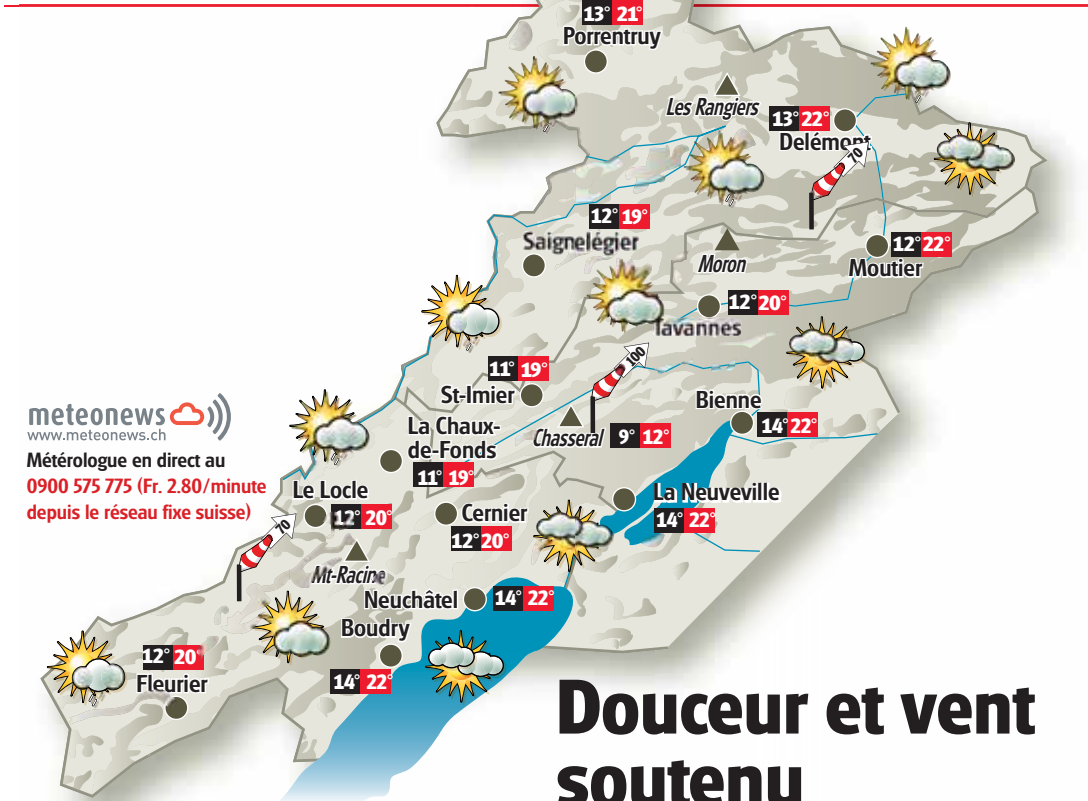 13° 21°
Porrentruy
Les Rangiers
13° 22°
Delémont
70
12° 19°
Saignelégier
Moron
12° 22°
Moutier
12° 20°
Tavannes
100
11° 19°
St-Imier
Bienne
14° 22°
Chasseral
9° 12°
La Chaux-
de-Fonds
11° 19°
meteonews
www.meteonews.ch
Métérologue en direct au
0900 575 775 (Fr. 2.80/minute
depuis le réseau fixe suisse)
Le Locle
12° 20°
Cernier
12° 20°
La Neuveville
14° 22°
70
Mt-Racine
Neuchâtel
14° 22°
Boudry
14° 22°
12° 20°
Fleurier
Douceur et vent
soutenu